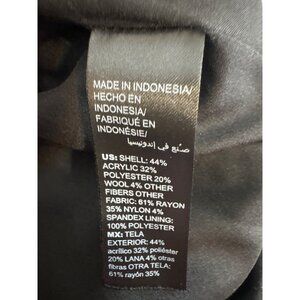 MADE IN INDONESIA/
HECHO EN
INDONESIA/
FABRIQUÉ EN
INDONÉSIE/
صنع في اندونيسيا
US: SHELL: 44%
ACRYLIC 32%
POLYESTER 20%
WOOL 4% OTHER
FIBERS OTHER
FABRIC: 61% RAYON
35% NYLON 4%
SPANDEX LINING:
100% POLYESTER
MX: TELA
EXTERIOR: 44%
acrílico 32% poliéster
20% LANA 4% otras
fibras OTRA TELA:
61% rayón 35%